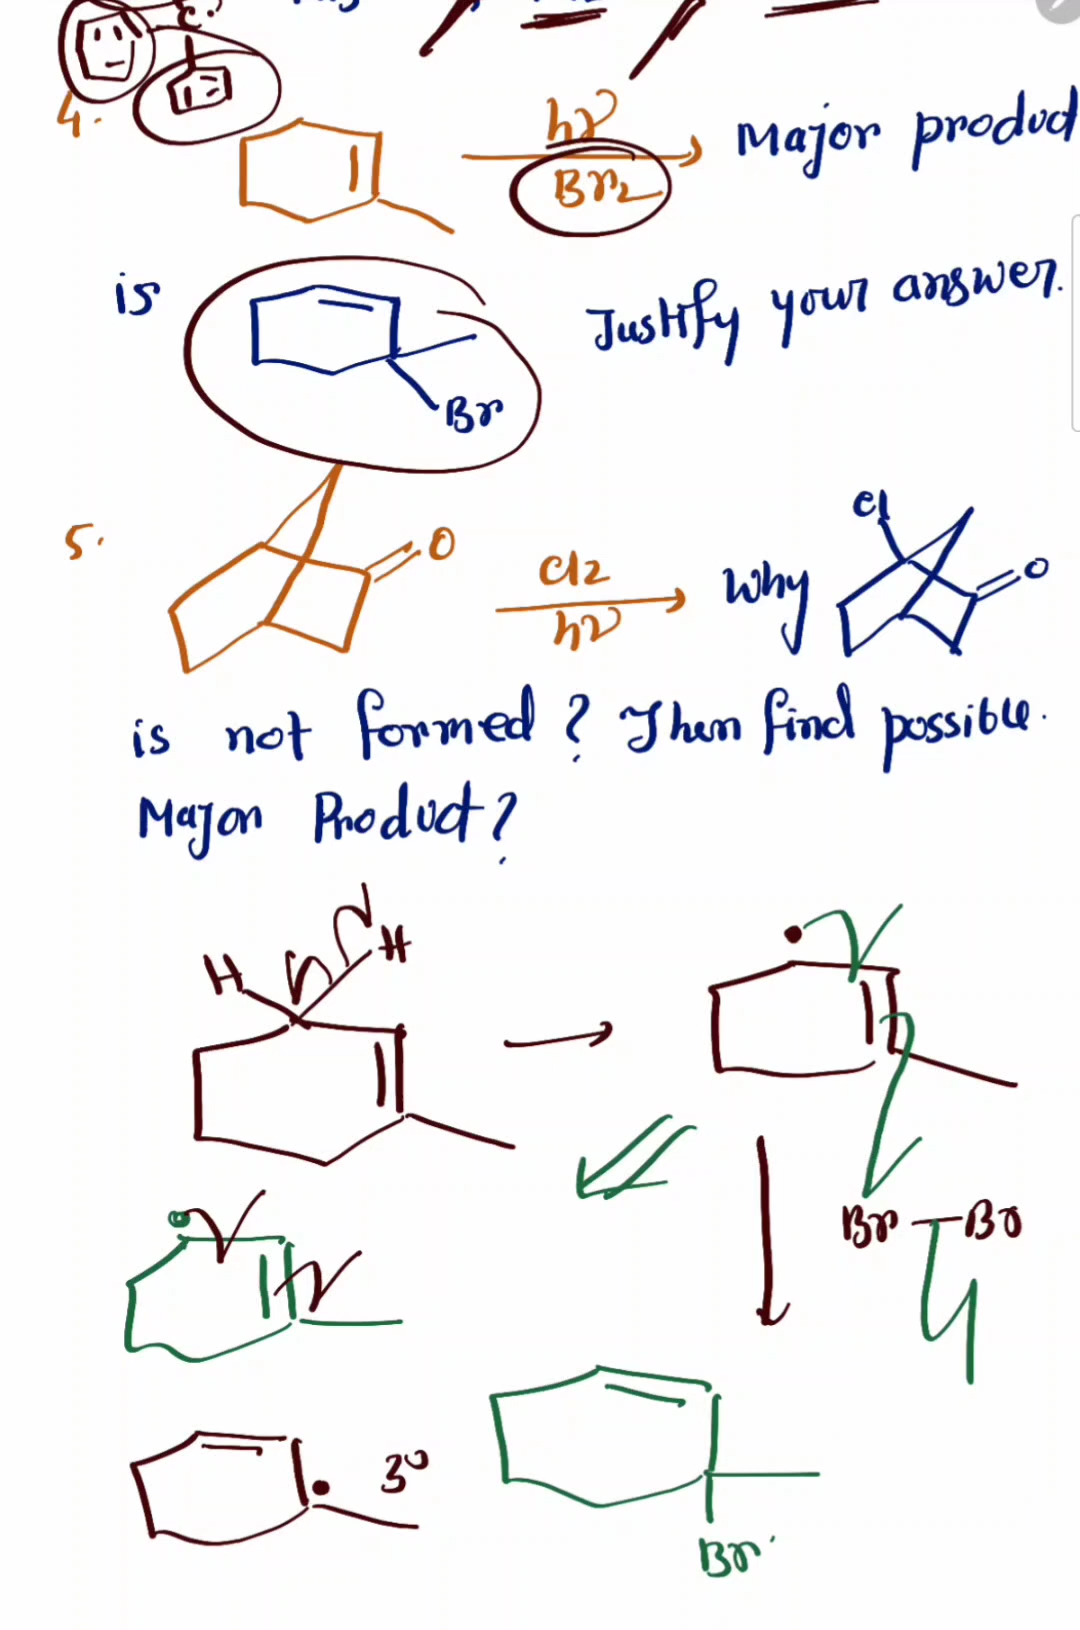 4.
hν
Br₂
Major product
is
Br
Justify your answer.
5.
O
Cl2
hν
Why
Cl
O
is not formed ? Then find possible.
Major Product ?
H
H
Br – Br
3°
Br